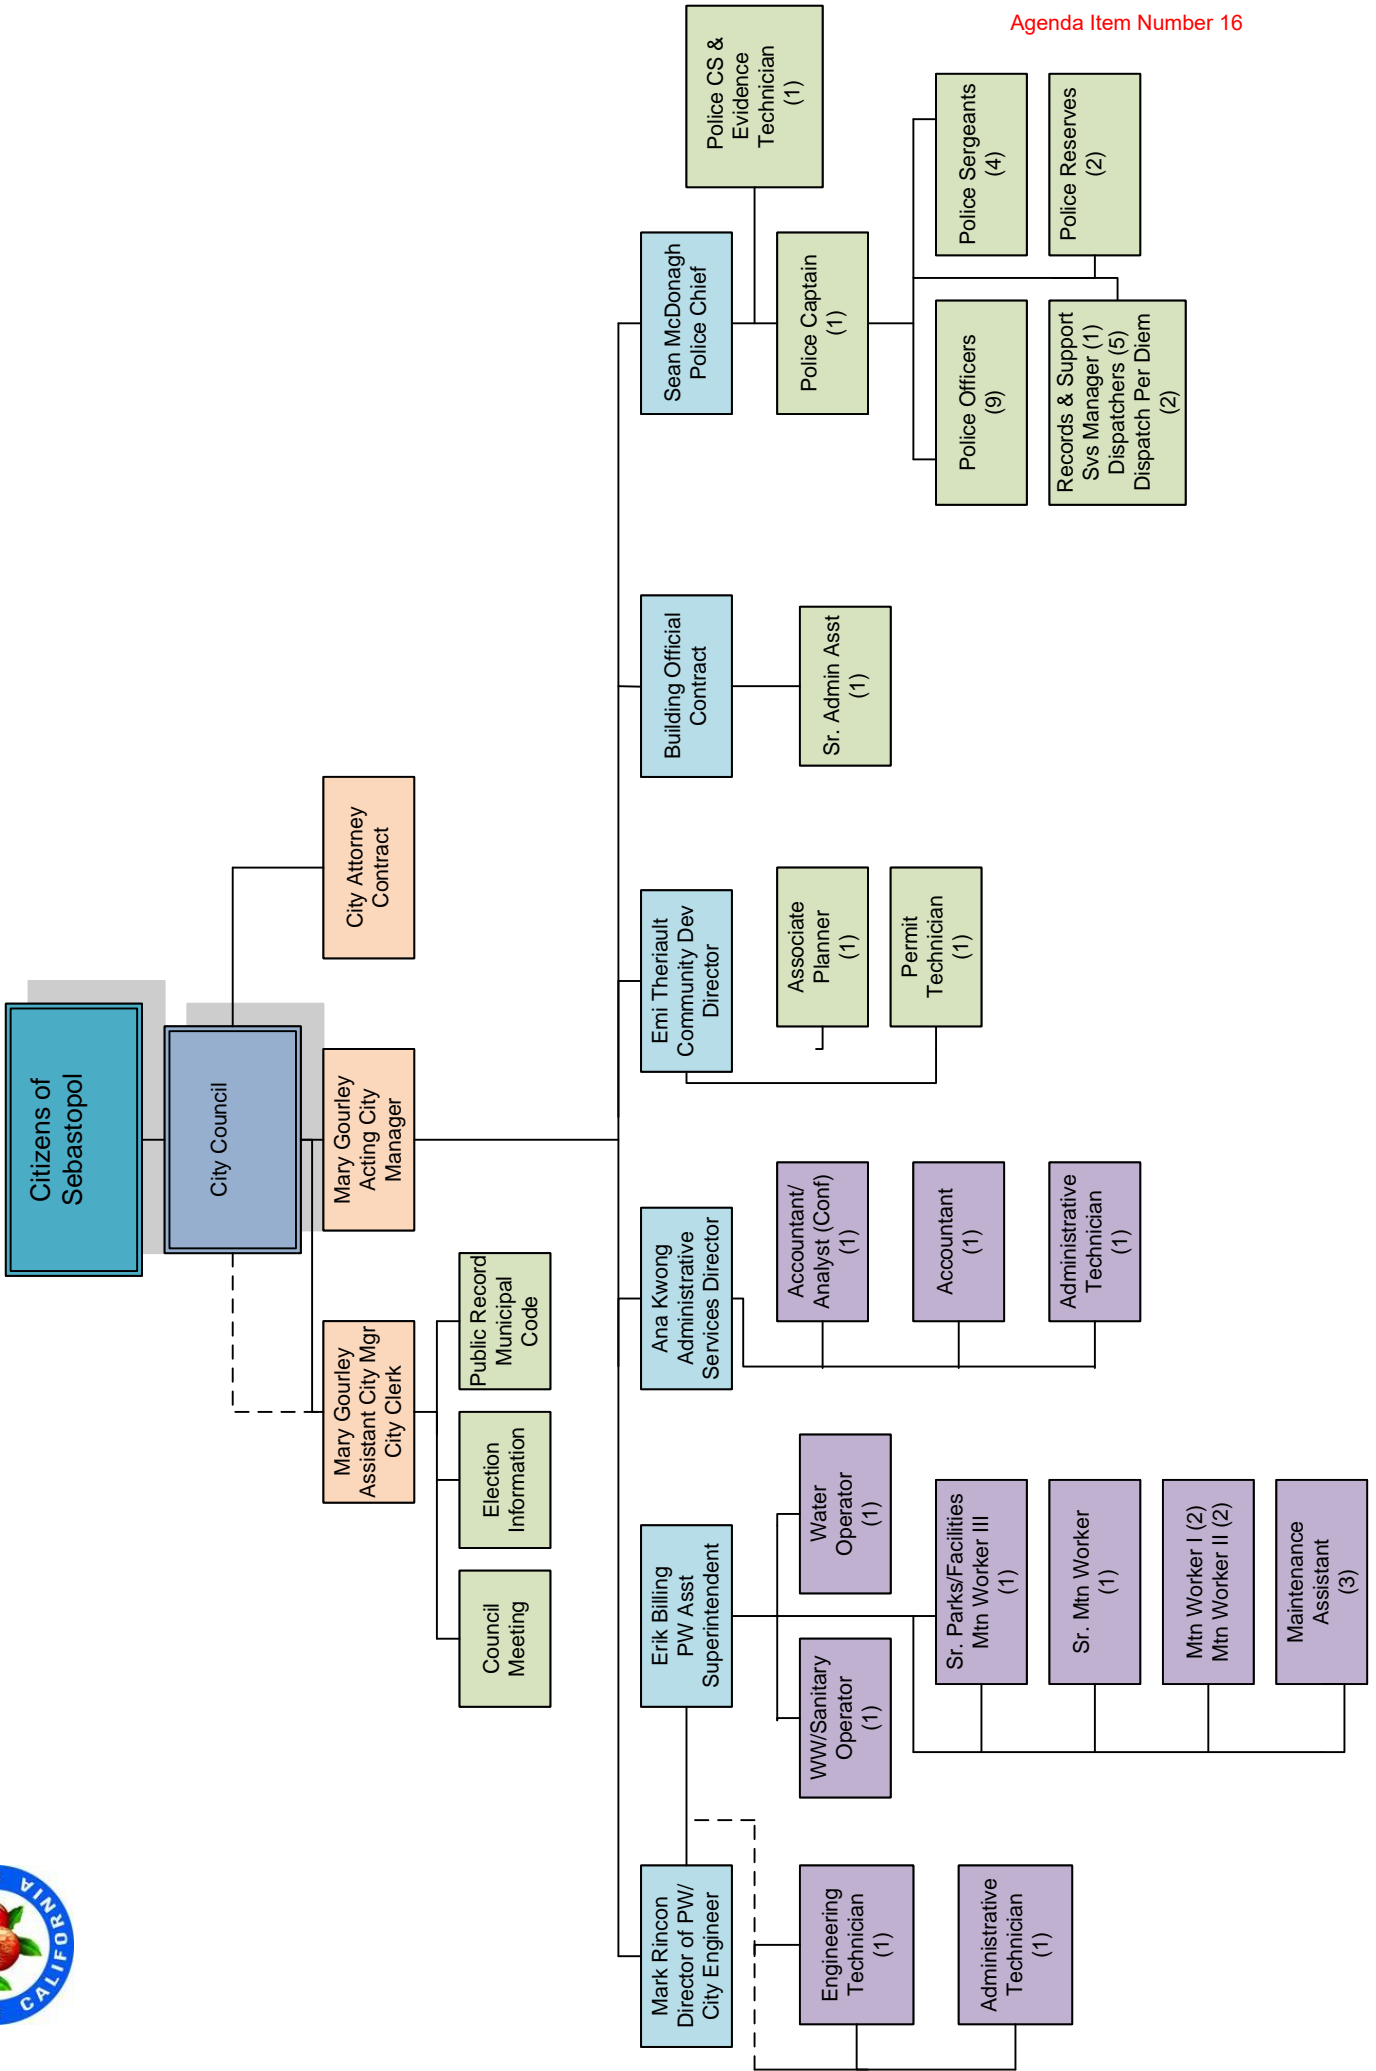 Agenda Item Number 16
Citizens of
Sebastopol
City Council
Mary Gourley
Assistant City Mgr
City Clerk
Mary Gourley
Acting City
Manager
City Attorney
Contract
Council
Meeting
Election
Information
Public Record
Municipal
Code
Mark Rincon
Director of PW/
City Engineer
Erik Billing
PW Asst
Superintendent
Ana Kwong
Administrative
Services Director
Emi Theriault
Community Dev
Director
Building Official
Contract
Sean McDonagh
Police Chief
Police CS &
Evidence
Technician
(1)
Engineering
Technician
(1)
Administrative
Technician
(1)
WW/Sanitary
Operator
(1)
Water
Operator
(1)
Sr. Parks/Facilities
Mtn Worker III
(1)
Sr. Mtn Worker
(1)
Mtn Worker I (2)
Mtn Worker II (2)
Maintenance
Assistant
(3)
Accountant/
Analyst (Conf)
(1)
Accountant
(1)
Administrative
Technician
(1)
Associate
Planner
(1)
Permit
Technician
(1)
Sr. Admin Asst
(1)
Police Captain
(1)
Police Officers
(9)
Police Sergeants
(4)
Records & Support
Svs Manager (1)
Dispatchers (5)
Dispatch Per Diem
(2)
Police Reserves
(2)
CALIFORNIA